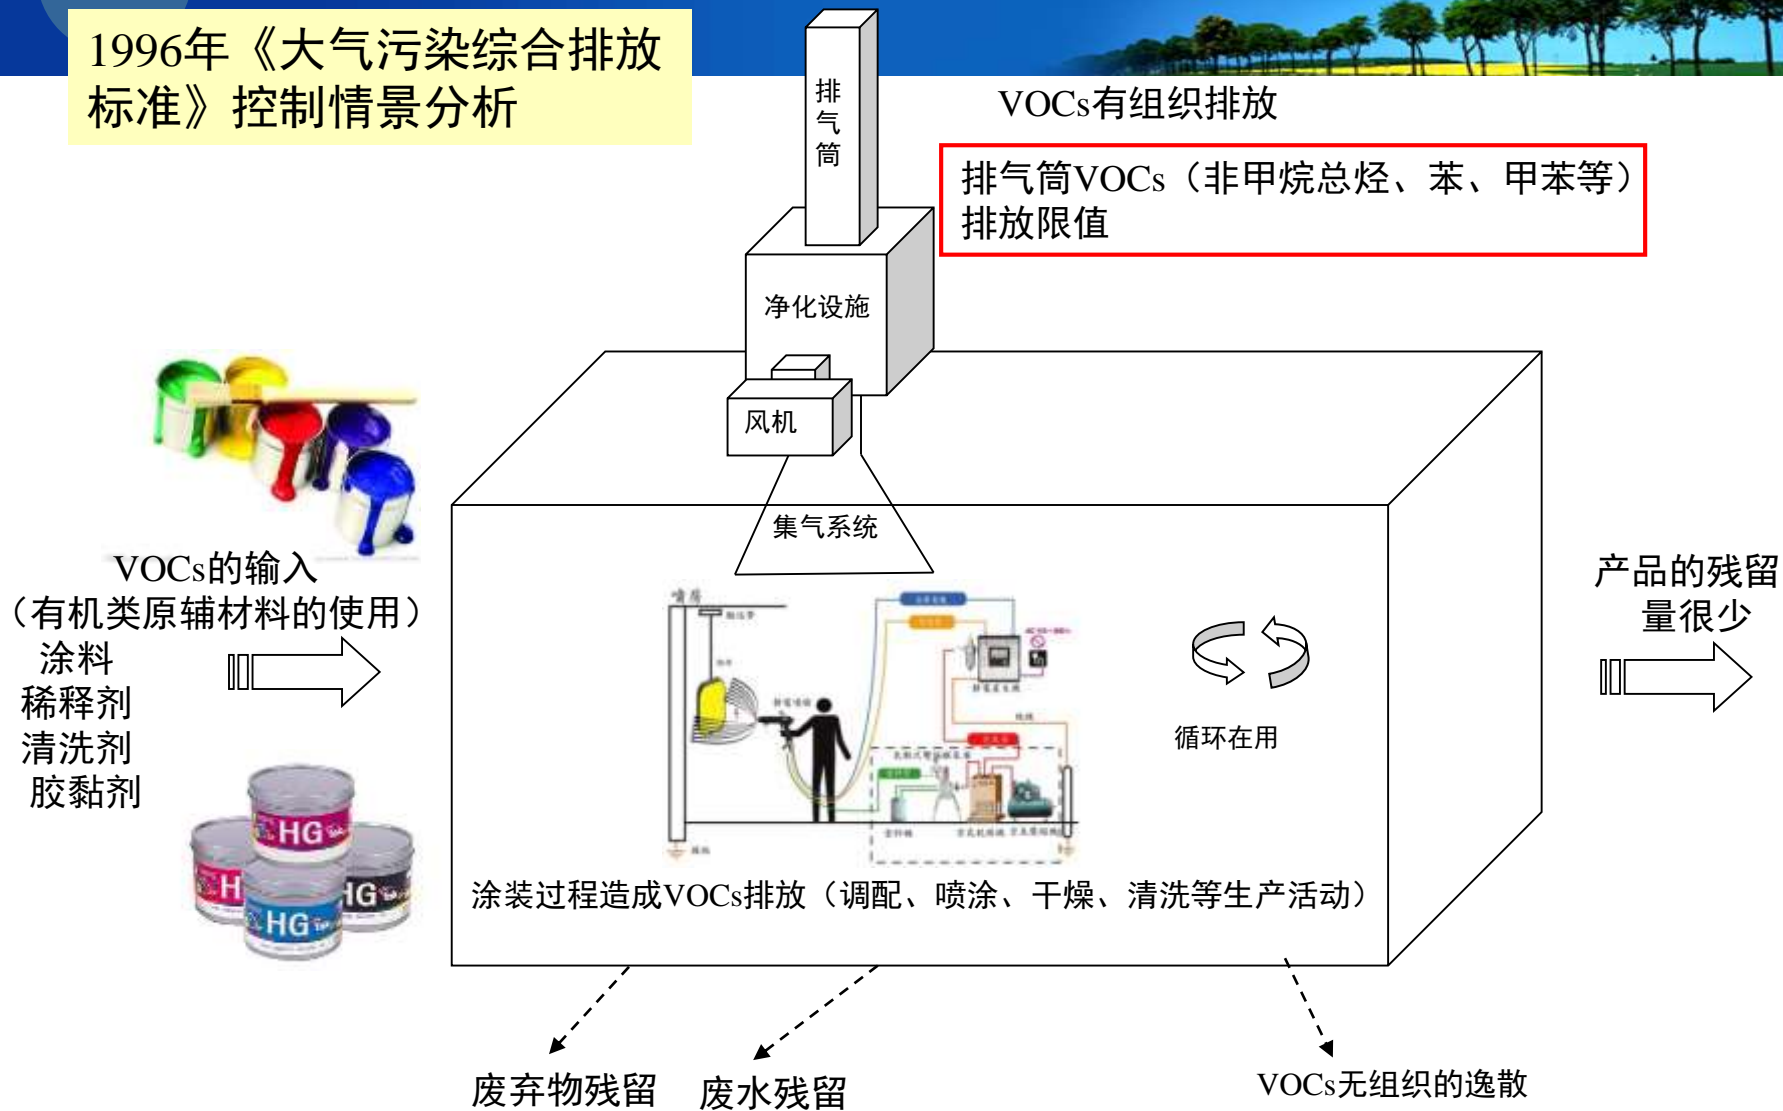 1996年《大气污染综合排放
标准》控制情景分析
排气筒
VOCs有组织排放
排气筒VOCs（非甲烷总烃、苯、甲苯等）
排放限值
净化设施
风机
集气系统
VOCs的输入
（有机类原辅材料的使用）
涂料
稀释剂
清洗剂
胶黏剂
HG
HG
HG
喷房
循环在用
产品的残留
量很少
涂装过程造成VOCs排放（调配、喷涂、干燥、清洗等生产活动）
废弃物残留
废水残留
VOCs无组织的逸散